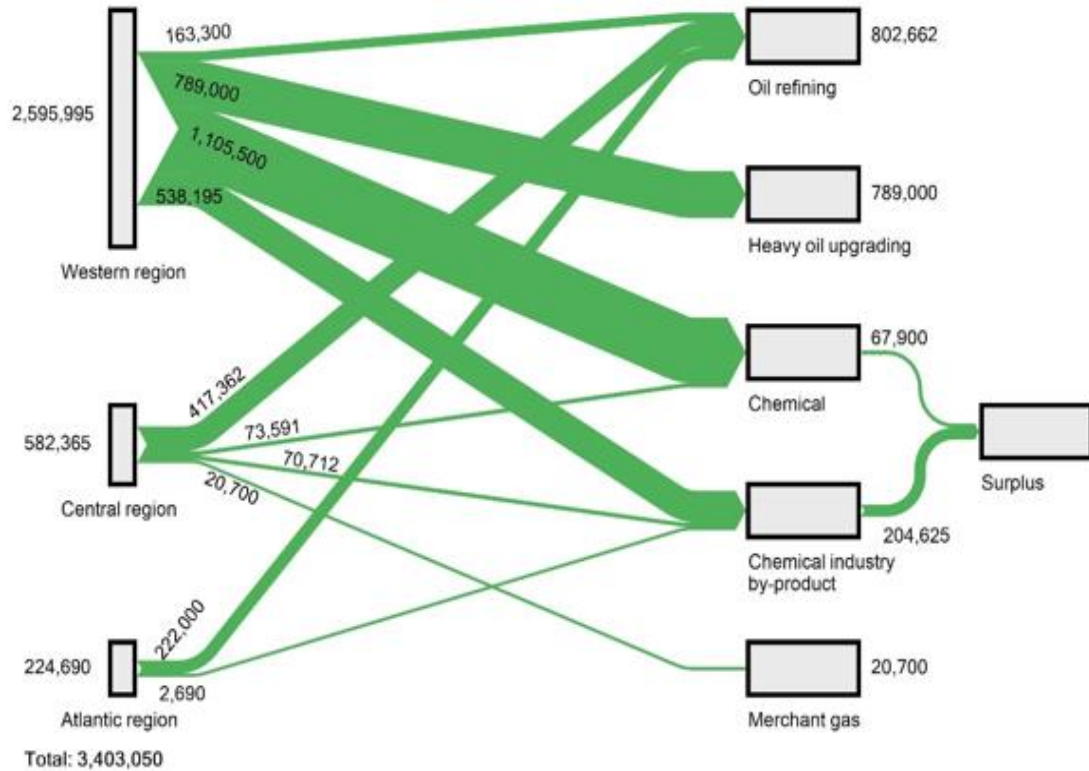 163,300
802,662
789,000
Oil refining
2,595,995
1,105,500
538,195
789,000
Western region
Heavy oil upgrading
67,900
417,362
Chemical
73,591
582,365
70,712
20,700
Central region
Surplus
204,625
Chemical industry
by-product
222,000
224,690
2,690
20,700
Atlantic region
Merchant gas
Total: 3,403,050